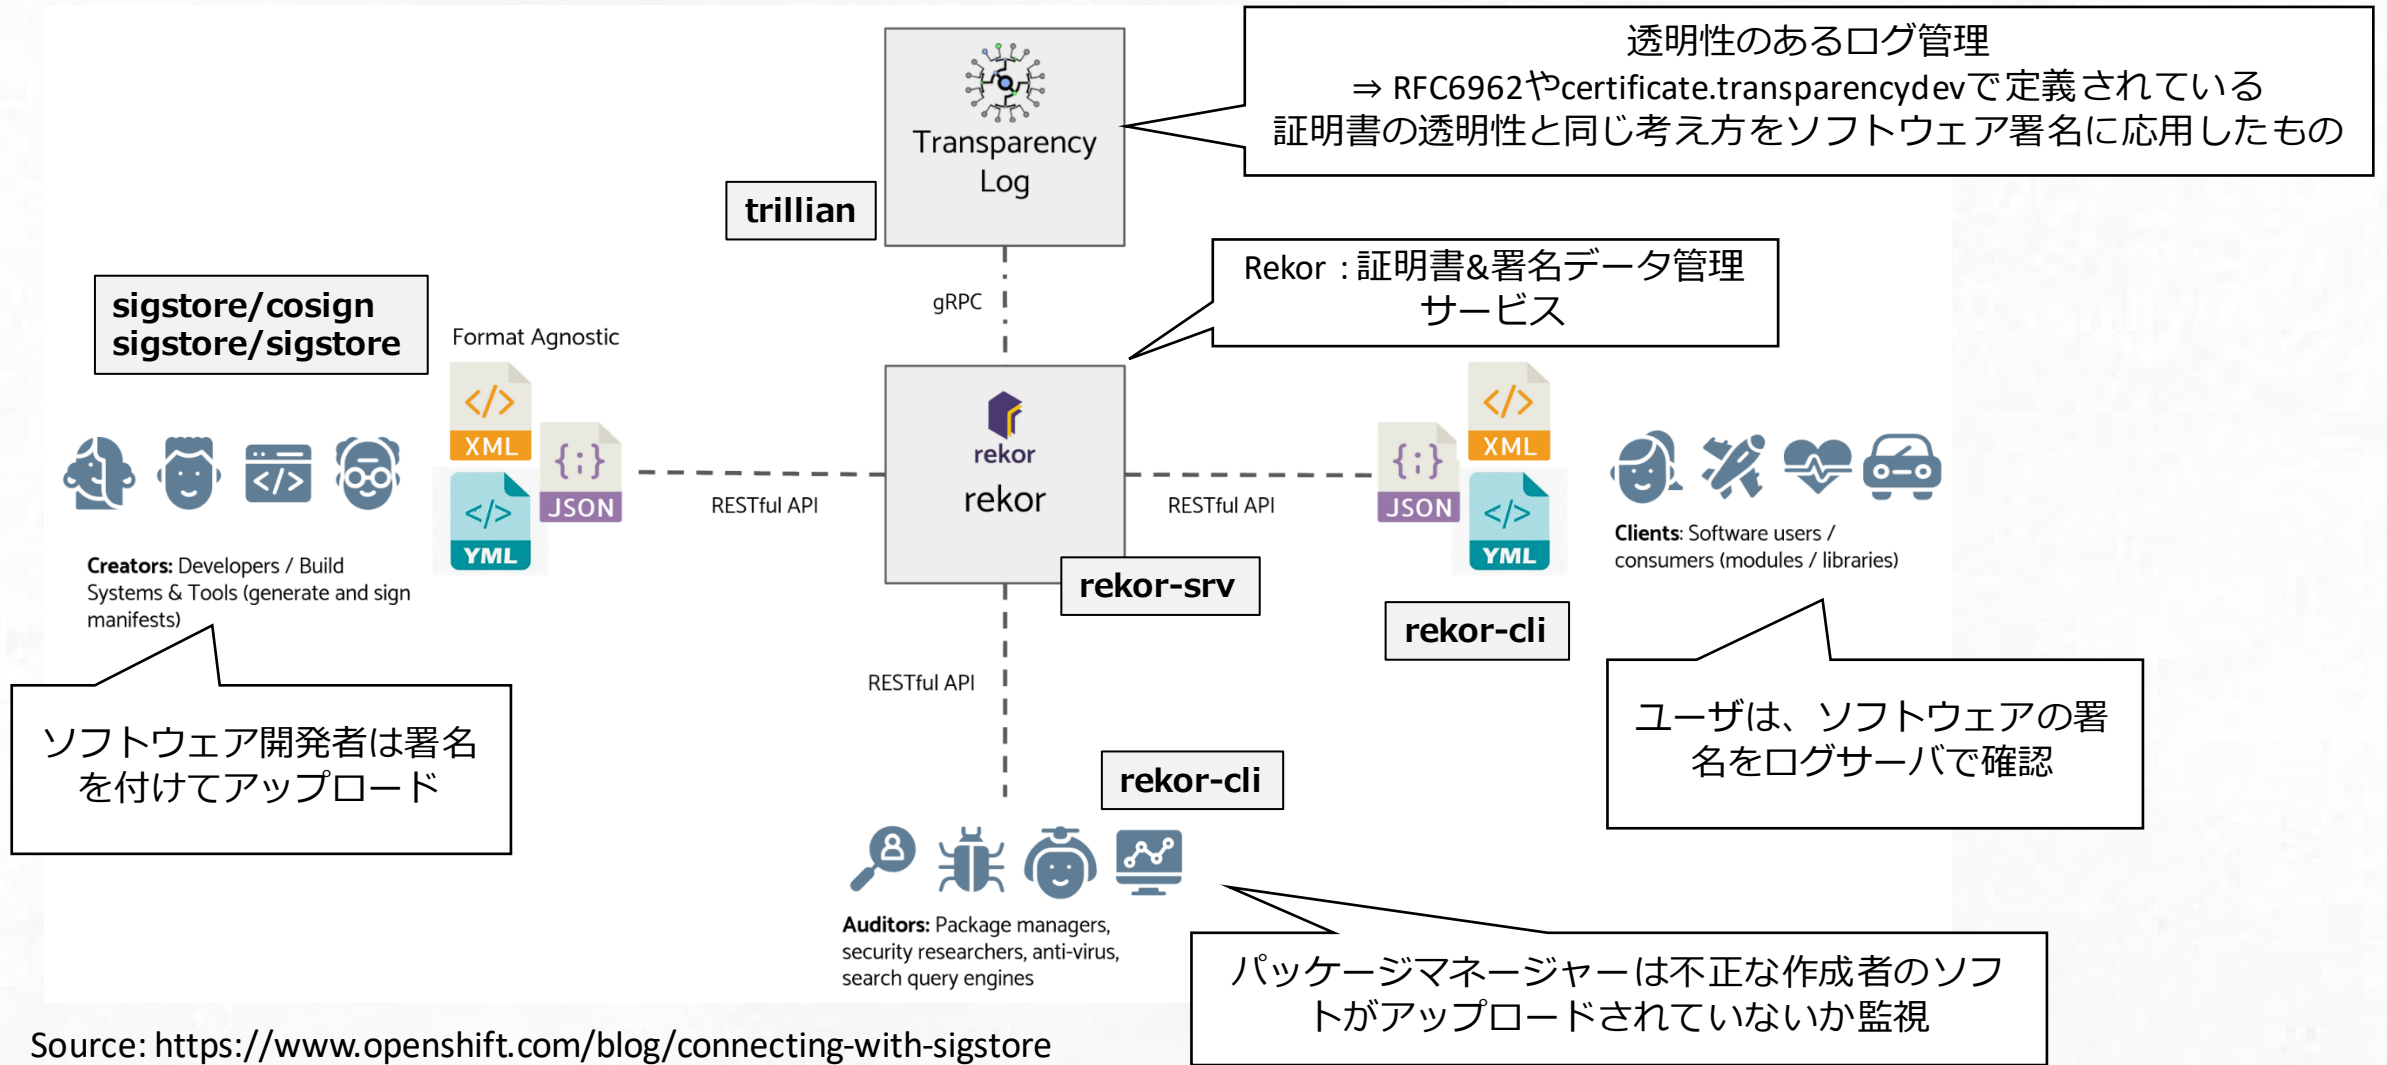 透明性のあるログ管理
⇒ RFC6962やcertificate.transparencydevで定義されている
証明書の透明性と同じ考え方をソフトウェア署名に応用したもの
Transparency
Log
trillian
gRPC
Rekor : 証明書&署名データ管理
サービス
sigstore/cosign
sigstore/sigstore
Format Agnostic
</>
XML
{;}
JSON
</>
YML
</>
RESTful API
rekor
rekor
rekor-srv
RESTful API
</>
XML
{;}
JSON
</>
YML
rekor-cli
Creators: Developers / Build
Systems & Tools (generate and sign
manifests)
Clients: Software users /
consumers (modules / libraries)
ソフトウェア開発者は署名
を付けてアップロード
RESTful API
ユーザは、ソフトウェアの署
名をログサーバで確認
rekor-cli
Auditors: Package managers,
security researchers, anti-virus,
search query engines
パッケージマネージャーは不正な作成者のソフ
トがアップロードされていないか監視
Source: https://www.openshift.com/blog/connecting-with-sigstore